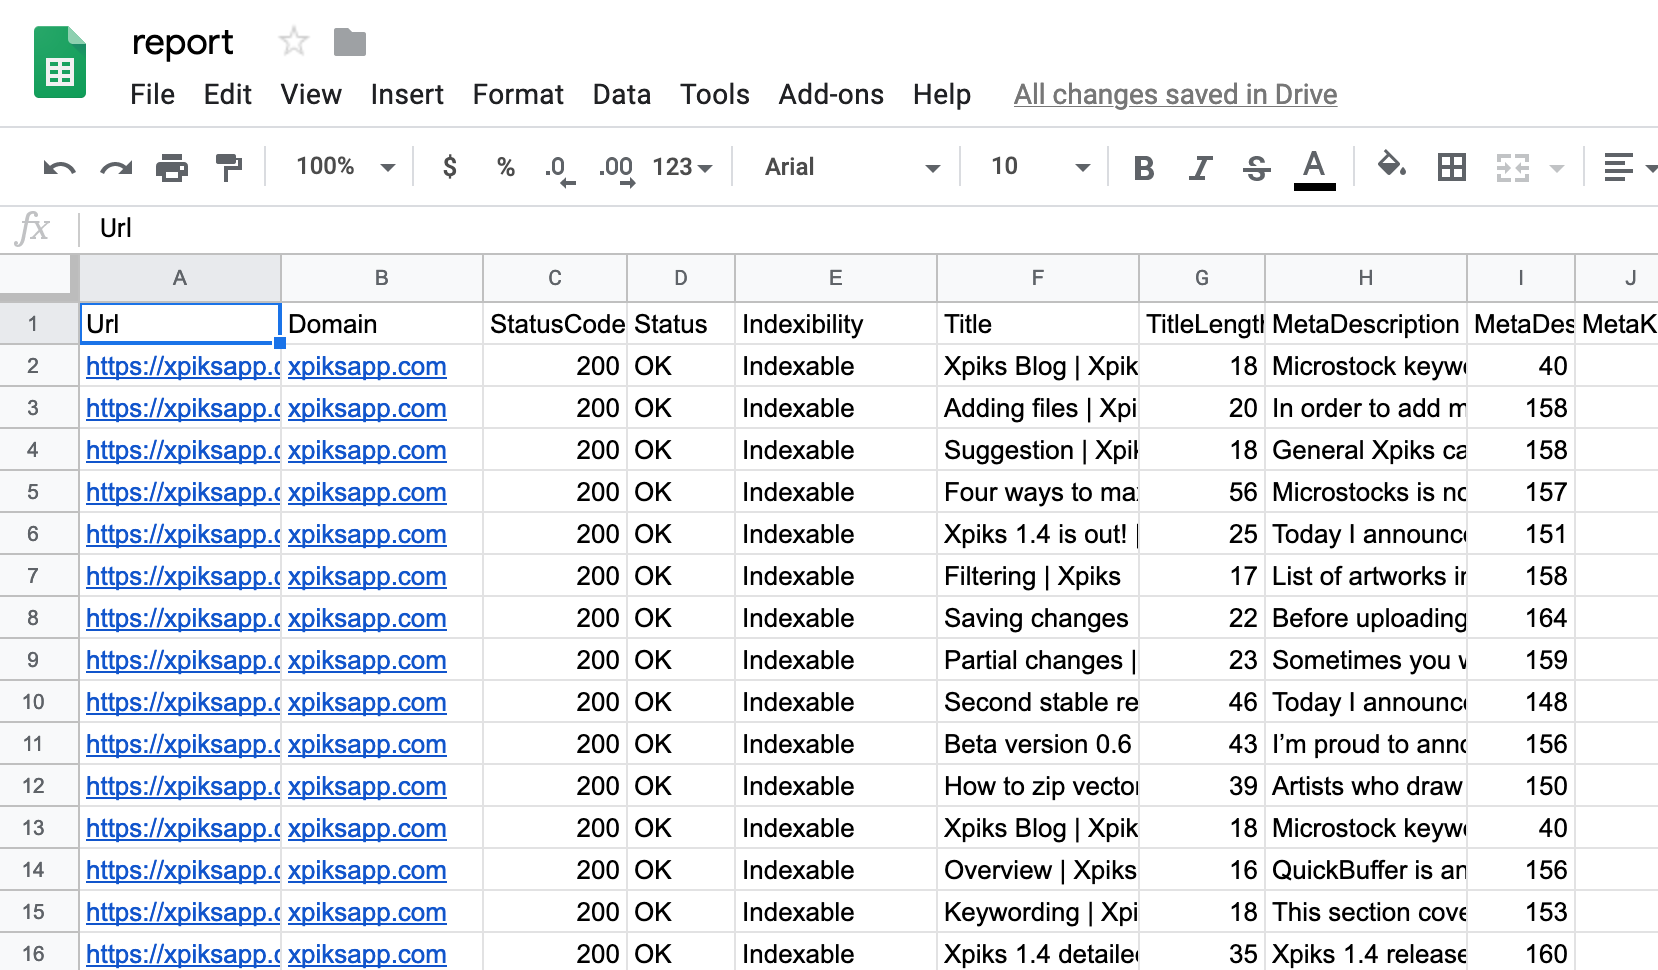 report
File Edit View Insert Format Data Tools Add-ons Help All changes saved in Drive
100% $ % .0 .00 123 Arial 10 B I S A
fx Url
A B C D E F G H I J
1 Url Domain StatusCode Status Indexibility Title TitleLength MetaDescription MetaDes MetaK
2 https://xpiksapp.c xpiksapp.com 200 OK Indexable Xpiks Blog | Xpik 18 Microstock keyw 40
3 https://xpiksapp.c xpiksapp.com 200 OK Indexable Adding files | Xpi 20 In order to add m 158
4 https://xpiksapp.c xpiksapp.com 200 OK Indexable Suggestion | Xpik 18 General Xpiks ca 158
5 https://xpiksapp.c xpiksapp.com 200 OK Indexable Four ways to max 56 Microstocks is no 157
6 https://xpiksapp.c xpiksapp.com 200 OK Indexable Xpiks 1.4 is out! | 25 Today I announc 151
7 https://xpiksapp.c xpiksapp.com 200 OK Indexable Filtering | Xpiks 17 List of artworks in 158
8 https://xpiksapp.c xpiksapp.com 200 OK Indexable Saving changes 22 Before uploading 164
9 https://xpiksapp.c xpiksapp.com 200 OK Indexable Partial changes | 23 Sometimes you w 159
10 https://xpiksapp.c xpiksapp.com 200 OK Indexable Second stable re 46 Today I announc 148
11 https://xpiksapp.c xpiksapp.com 200 OK Indexable Beta version 0.6 43 I’m proud to anno 156
12 https://xpiksapp.c xpiksapp.com 200 OK Indexable How to zip vector 39 Artists who draw 150
13 https://xpiksapp.c xpiksapp.com 200 OK Indexable Xpiks Blog | Xpik 18 Microstock keyw 40
14 https://xpiksapp.c xpiksapp.com 200 OK Indexable Overview | Xpiks 16 QuickBuffer is an 156
15 https://xpiksapp.c xpiksapp.com 200 OK Indexable Keywording | Xpi 18 This section cove 153
16 https://xpiksapp.c xpiksapp.com 200 OK Indexable Xpiks 1.4 detailed 35 Xpiks 1.4 release 160